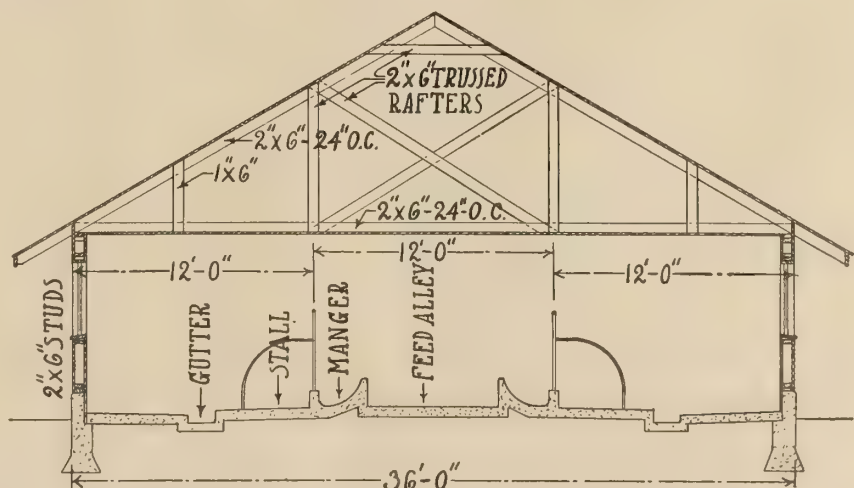 2"x6" TRUSSED
RAFTERS
2"x6"-24"O.C.
1"x6"
2"x6"-24"-O.C.
12'-0"
12'-0"
12'-0"
2"x6" STUDS
GUTTER
STALL
MANGER
FEED ALLEY
36'-0"